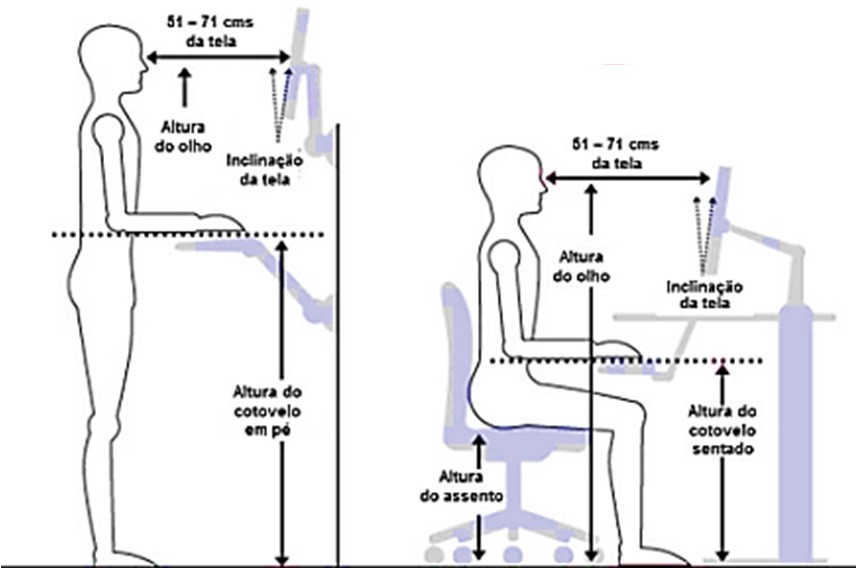 51 – 71 cms
da tela
Altura
do olho
Inclinação
da tela
Altura do
cotovelo
em pé
51 – 71 cms
da tela
Altura
do olho
Inclinação
da tela
Altura do
cotovelo
sentado
Altura
do assento